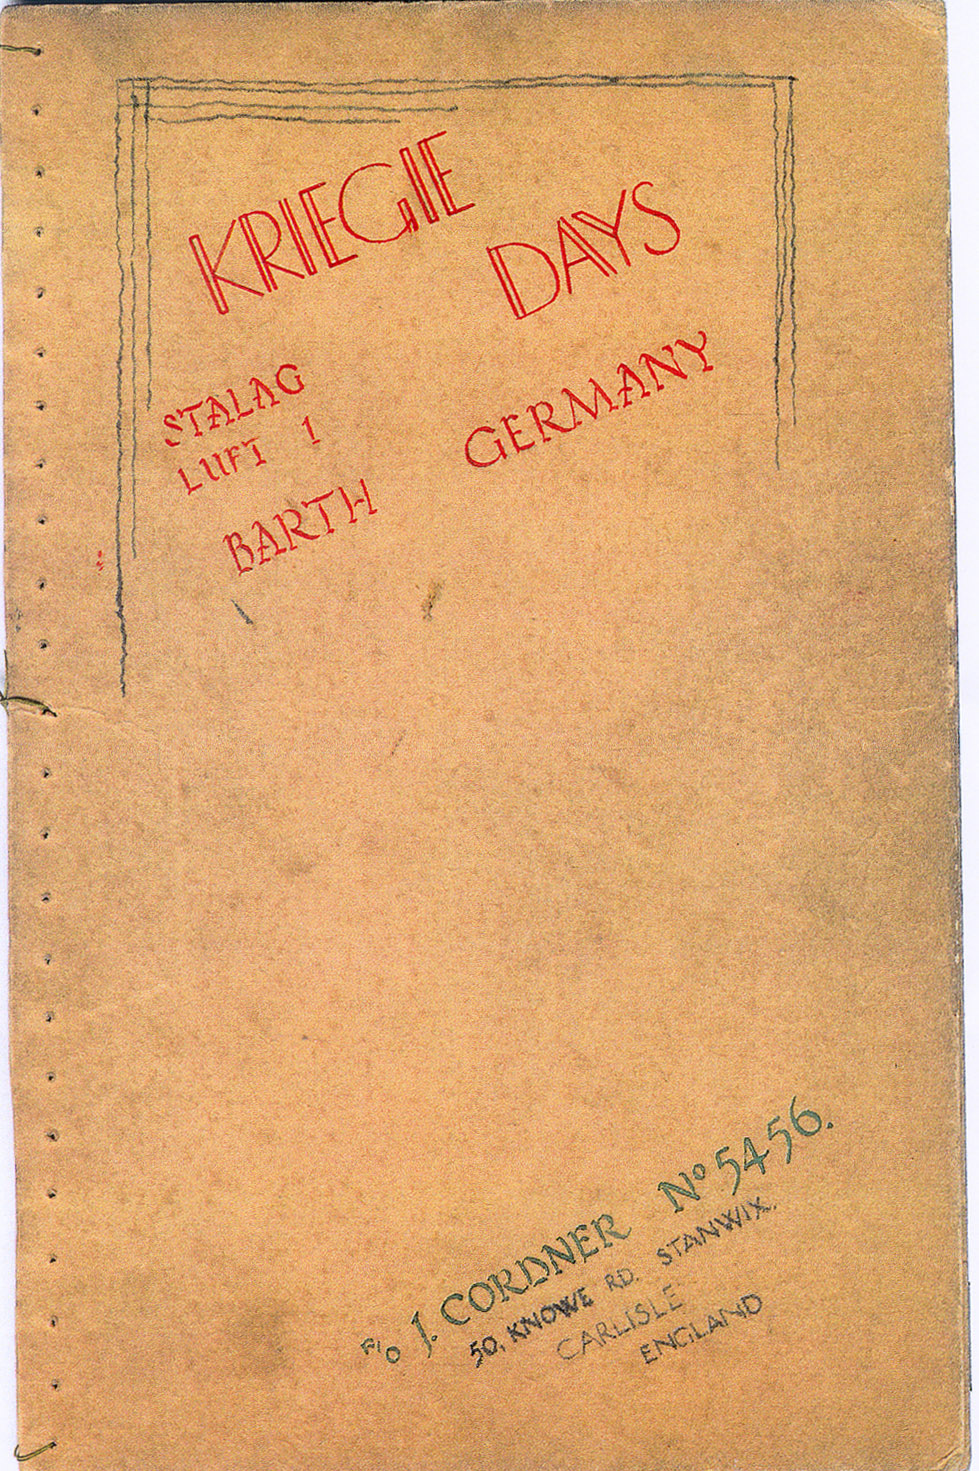 KRIEGIE
DAYS
STALAG
LUFT 1
BARTH GERMANY
F/O J. CORDNER Nº 5456.
50, KNOWE RD. STANWIX.
CARLISLE
ENGLAND